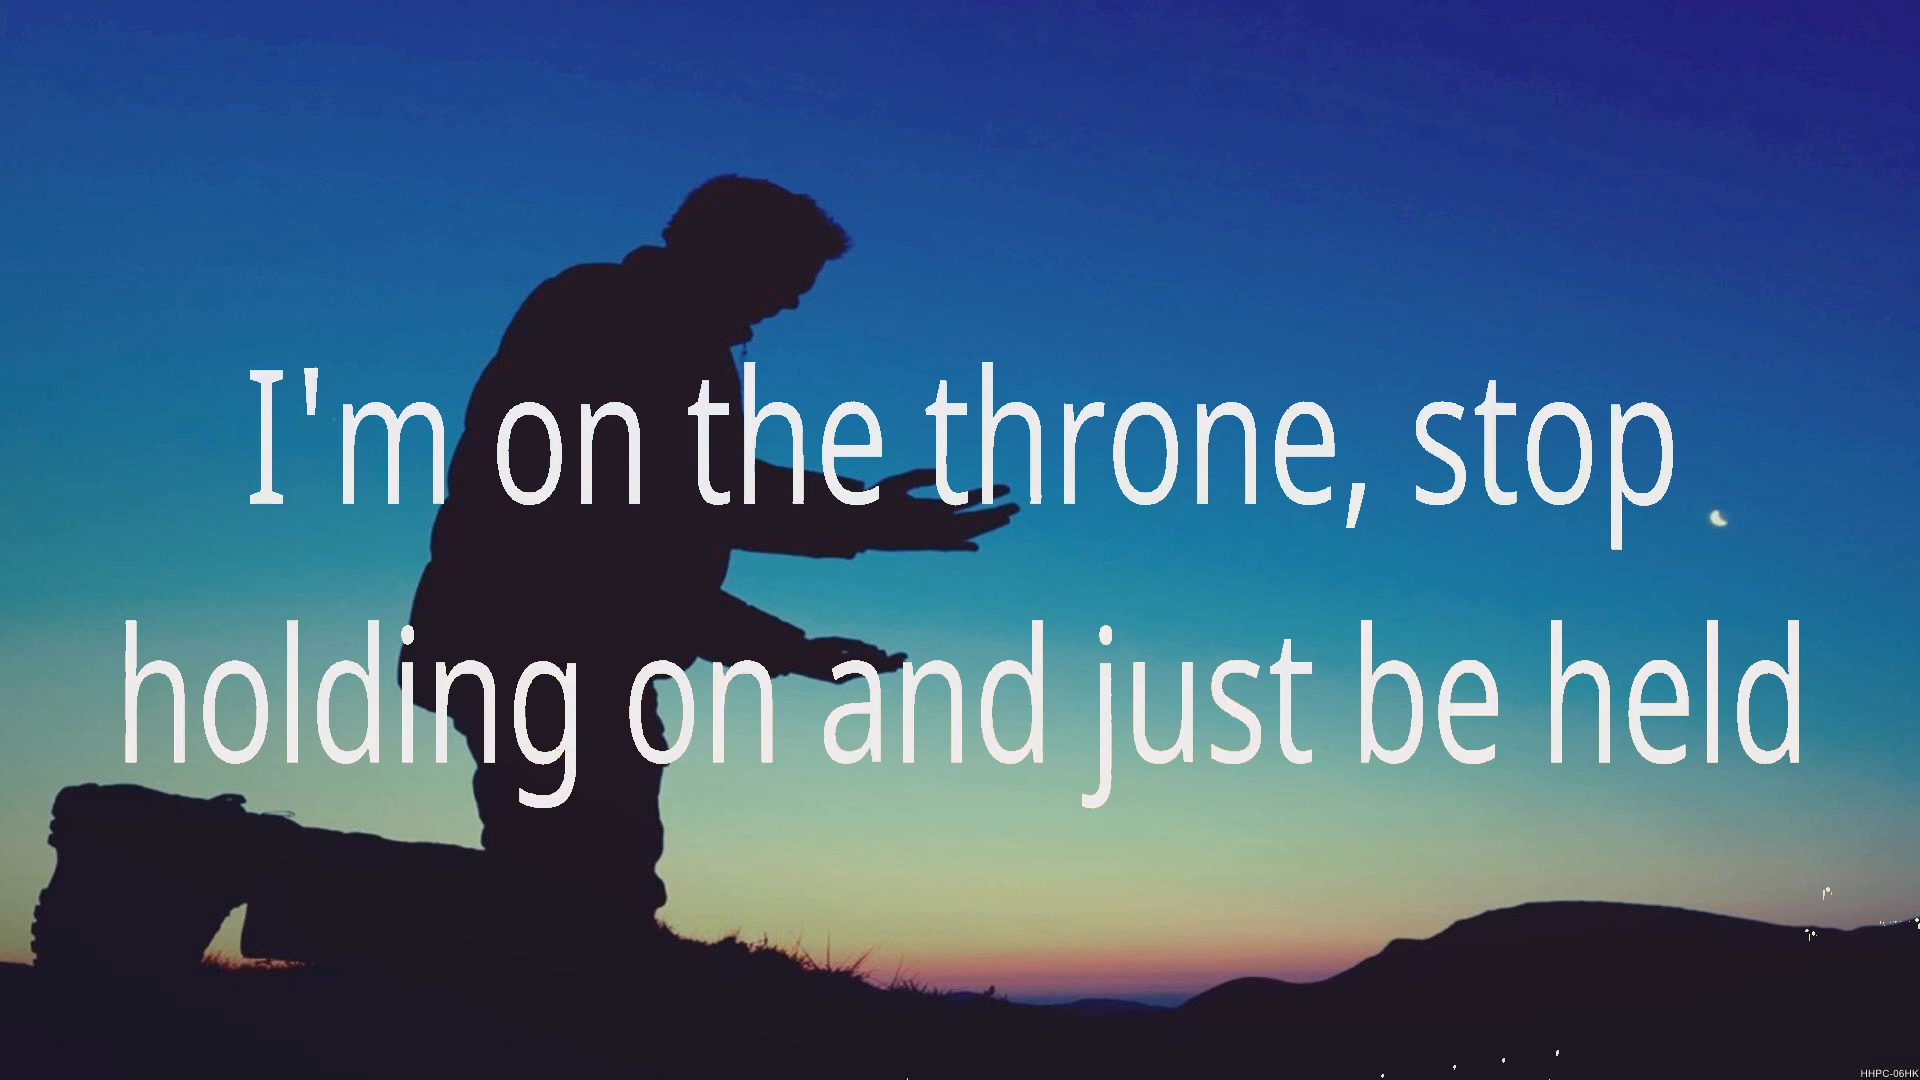 I'm on the throne, stop
holding on and just be held
HHPC-06HK